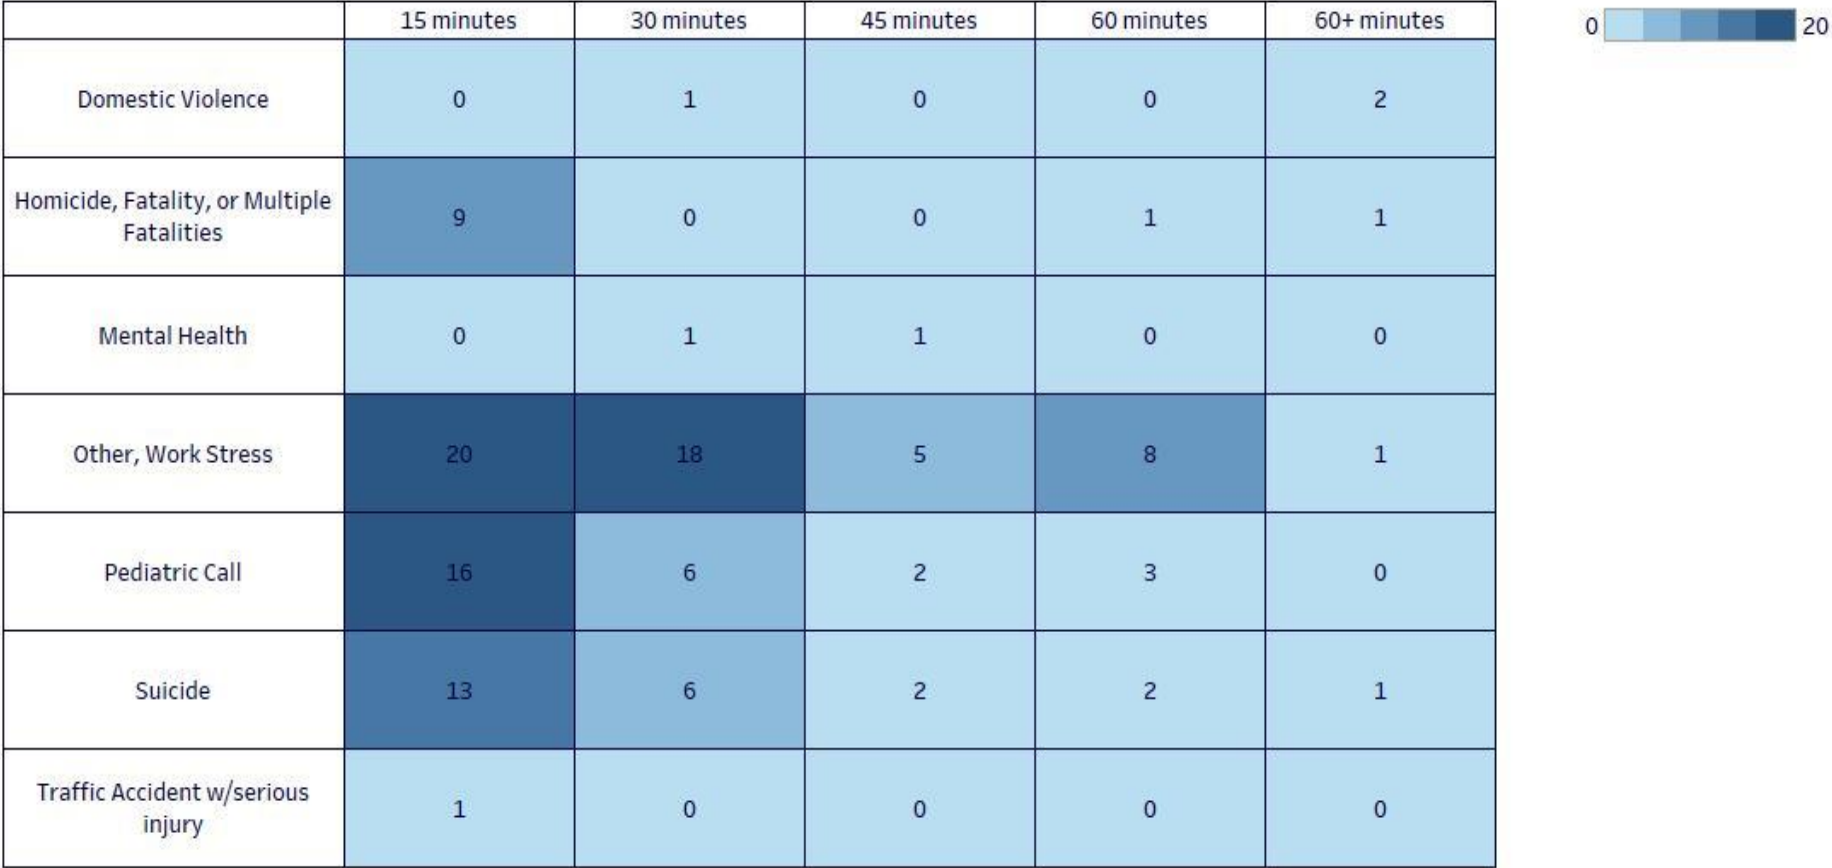 15 minutes 30 minutes 45 minutes 60 minutes 60+ minutes 0 20
Domestic Violence 0 1 0 0 2
Homicide, Fatality, or Multiple
Fatalities 9 0 0 1 1
Mental Health 0 1 1 0 0
Other, Work Stress 20 18 5 8 1
Pediatric Call 16 6 2 3 0
Suicide 13 6 2 2 1
Traffic Accident w/serious
injury 1 0 0 0 0